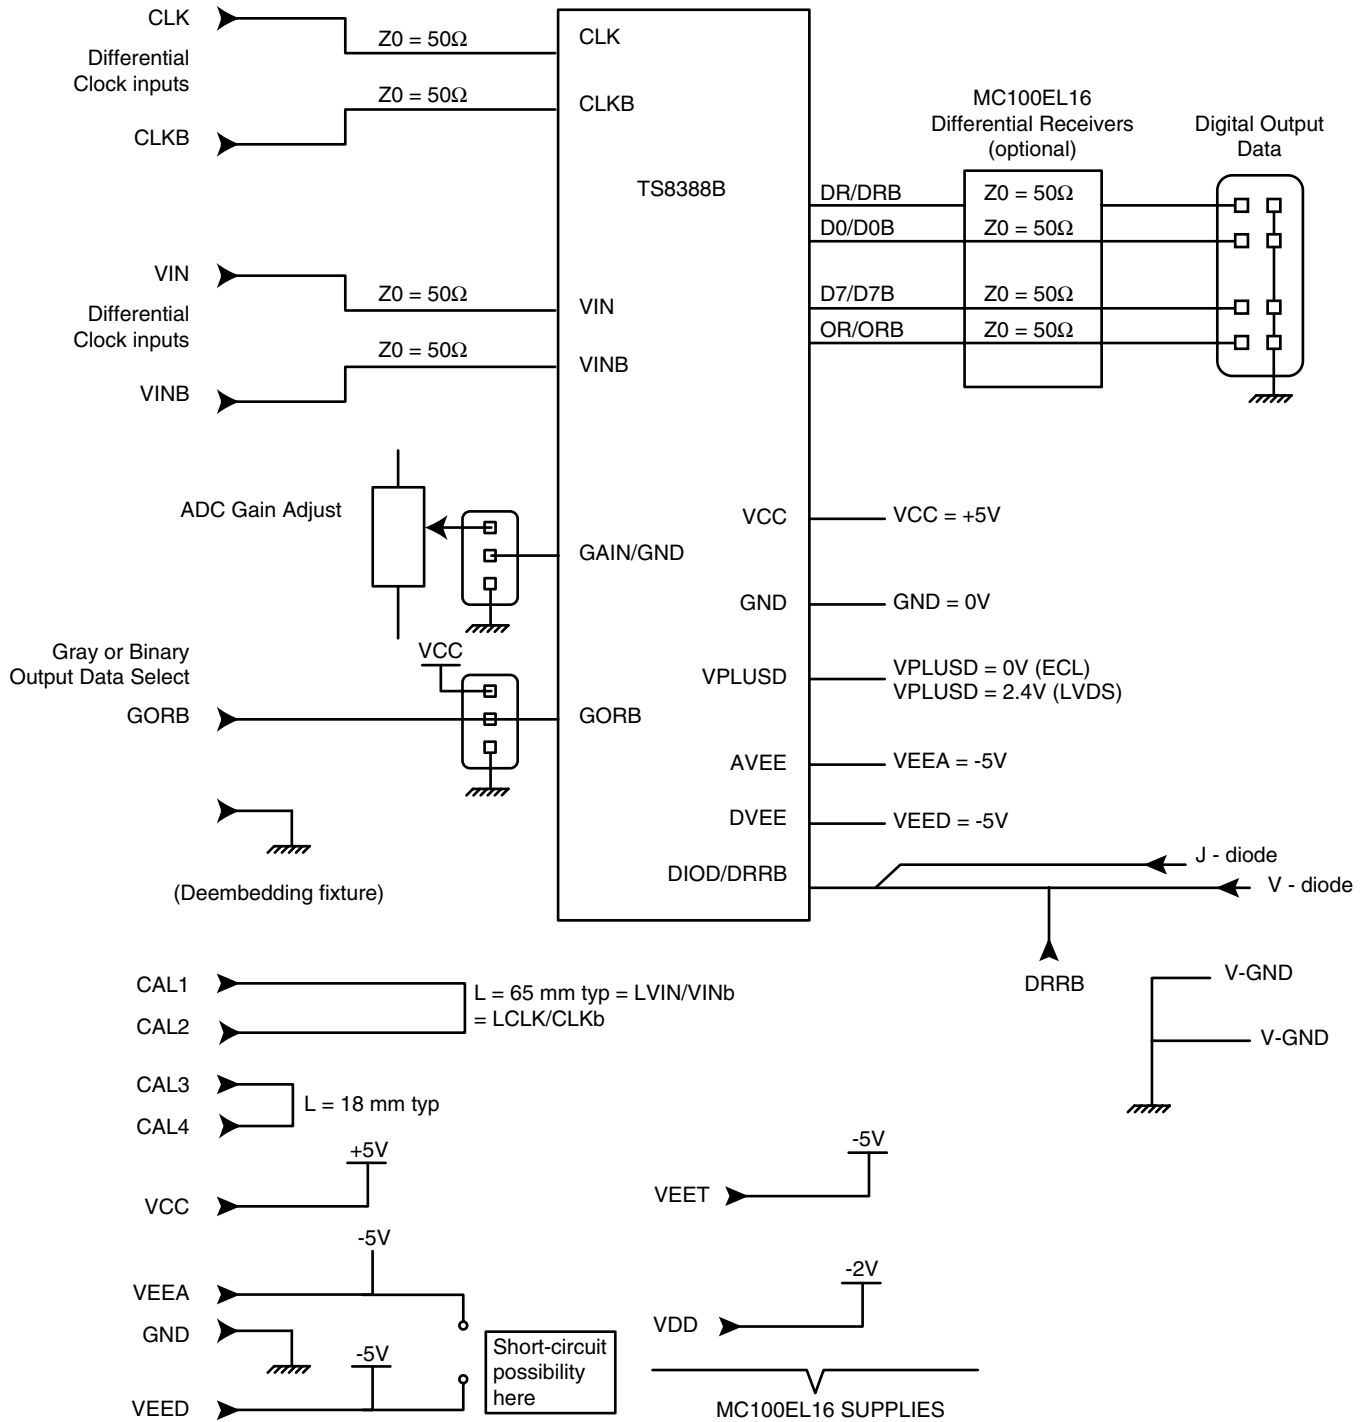 CLK
Differential
Clock inputs
CLKB
Z0 = 50Ω
Z0 = 50Ω
CLK
CLKB
TS8388B
MC100EL16
Differential Receivers
(optional)
Digital Output
Data
DR/DRB
Z0 = 50Ω
D0/D0B
Z0 = 50Ω
D7/D7B
Z0 = 50Ω
OR/ORB
Z0 = 50Ω
VIN
Differential
Clock inputs
VINB
Z0 = 50Ω
Z0 = 50Ω
VIN
VINB
ADC Gain Adjust
GAIN/GND
VCC
VCC = +5V
GND
GND = 0V
Gray or Binary
Output Data Select
GORB
VCC
GORB
VPLUSD
VPLUSD = 0V (ECL)
VPLUSD = 2.4V (LVDS)
AVEE
VEEA = -5V
DVEE
VEED = -5V
DIOD/DRRB
J - diode
V - diode
DRRB
(Deembedding fixture)
V-GND
V-GND
CAL1
CAL2
L = 65 mm typ = LVIN/VINb
= LCLK/CLKb
CAL3
CAL4
L = 18 mm typ
+5V
VCC
-5V
VEEA
GND
-5V
VEED
Short-circuit
possibility
here
-5V
VEET
-2V
VDD
MC100EL16 SUPPLIES